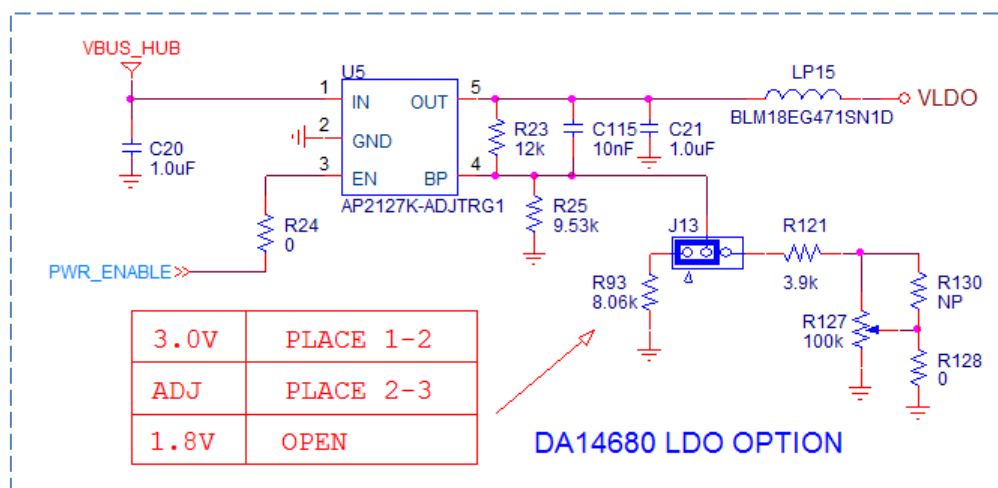 VBUS_HUB
U5
1 IN OUT 5
2 GND
3 EN BP 4
AP2127K-ADJTRG1
C20
1.0uF
R24
0
PWR_ENABLE
R23
12k
C115
10nF
C21
1.0uF
LP15
BLM18EG471SN1D
VLDO
R25
9.53k
J13
R93
8.06k
R121
3.9k
R127
100k
R130
NP
R128
0
3.0V PLACE 1-2
ADJ PLACE 2-3
1.8V OPEN
DA14680 LDO OPTION